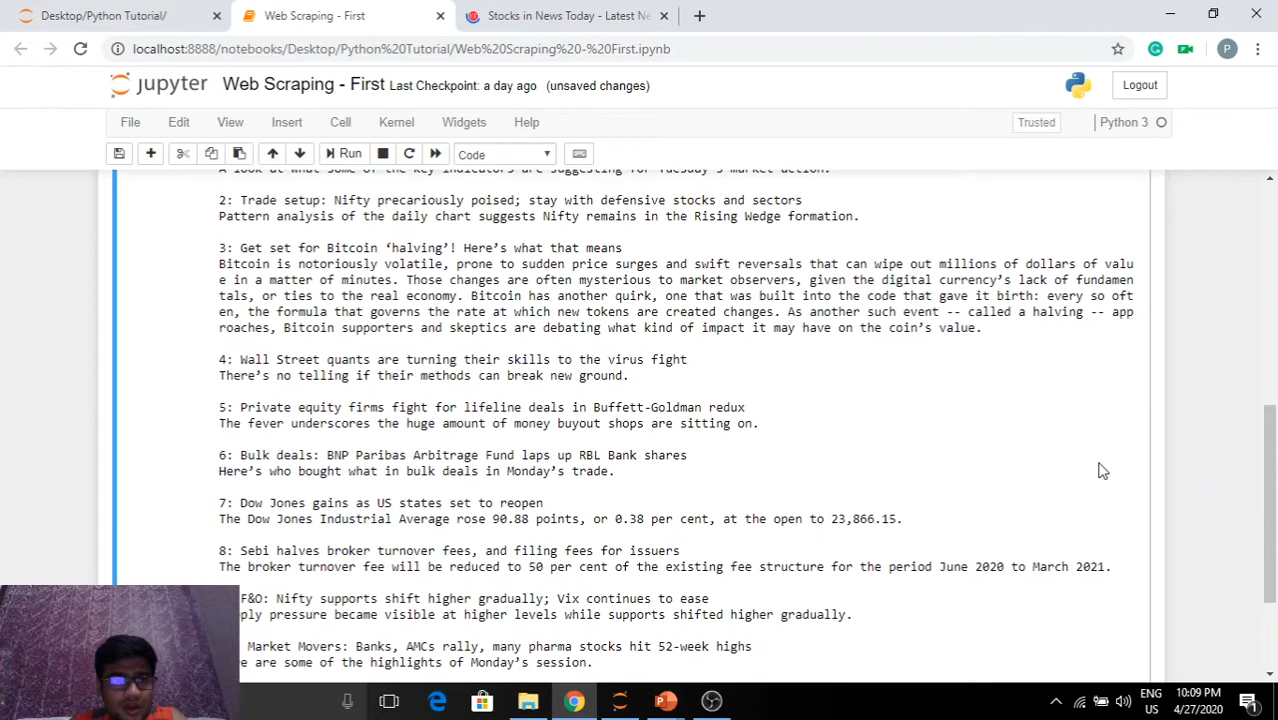 Desktop/Python Tutorial/
Web Scraping - First
Stocks in News Today - Latest Ne
localhost:8888/notebooks/Desktop/Python%20Tutorial/Web%20Scraping%20-%20First.ipynb
P
jupyter Web Scraping - First Last Checkpoint: a day ago (unsaved changes)
Logout
File Edit View Insert Cell Kernel Widgets Help
Trusted
Python 3
Run
Code
A look at what some of the key indicators are suggesting for Tuesday's market action.
2: Trade setup: Nifty precariously poised; stay with defensive stocks and sectors
Pattern analysis of the daily chart suggests Nifty remains in the Rising Wedge formation.
3: Get set for Bitcoin ‘halving’! Here’s what that means
Bitcoin is notoriously volatile, prone to sudden price surges and swift reversals that can wipe out millions of dollars of valu
e in a matter of minutes. Those changes are often mysterious to market observers, given the digital currency’s lack of fundamen
tals, or ties to the real economy. Bitcoin has another quirk, one that was built into the code that gave it birth: every so oft
en, the formula that governs the rate at which new tokens are created changes. As another such event -- called a halving -- app
roaches, Bitcoin supporters and skeptics are debating what kind of impact it may have on the coin’s value.
4: Wall Street quants are turning their skills to the virus fight
There’s no telling if their methods can break new ground.
5: Private equity firms fight for lifeline deals in Buffett-Goldman redux
The fever underscores the huge amount of money buyout shops are sitting on.
6: Bulk deals: BNP Paribas Arbitrage Fund laps up RBL Bank shares
Here’s who bought what in bulk deals in Monday’s trade.
7: Dow Jones gains as US states set to reopen
The Dow Jones Industrial Average rose 90.88 points, or 0.38 per cent, at the open to 23,866.15.
8: Sebi halves broker turnover fees, and filing fees for issuers
The broker turnover fee will be reduced to 50 per cent of the existing fee structure for the period June 2020 to March 2021.
F&O: Nifty supports shift higher gradually; Vix continues to ease
ply pressure became visible at higher levels while supports shifted higher gradually.
Market Movers: Banks, AMCs rally, many pharma stocks hit 52-week highs
e are some of the highlights of Monday’s session.
ENG
US
10:09 PM
4/27/2020
1